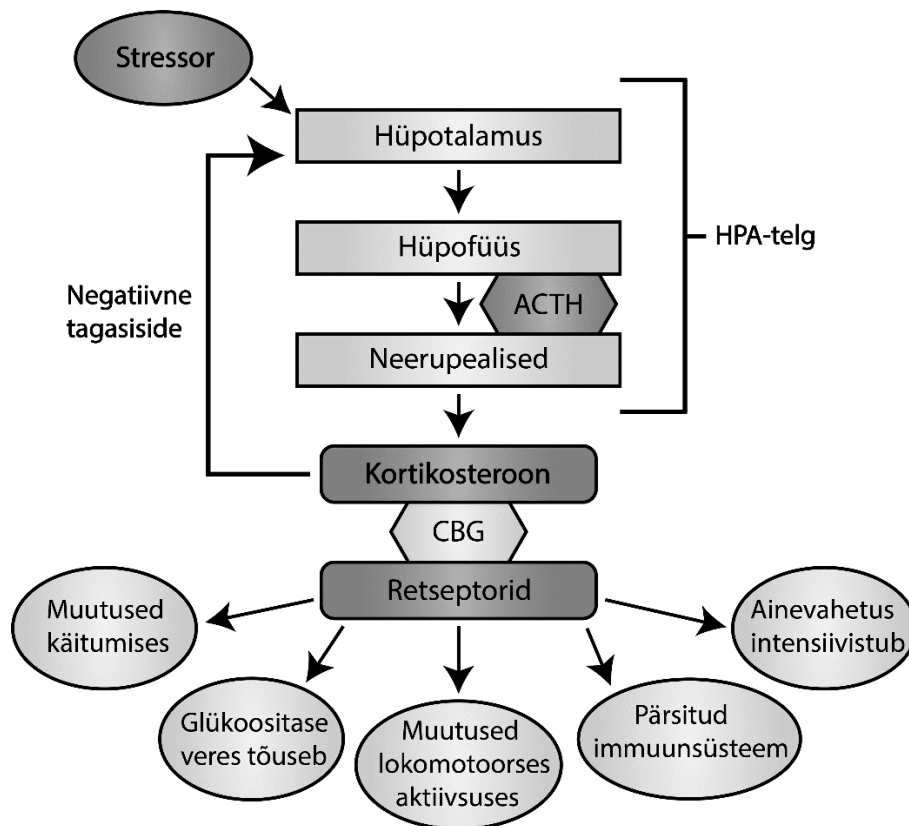 Stressor
Hüpotalamus
Hüpofüüs
HPA-telg
ACTH
Negatiivne
tagasiside
Neerupealised
Kortikosteroon
CBG
Retseptorid
Muutused
käitumises
Ainevahetus
intensiivistub
Glükoositase
veres tõuseb
Muutused
lokomotoorses
aktiivsuses
Pärsitud
immuunsüsteem